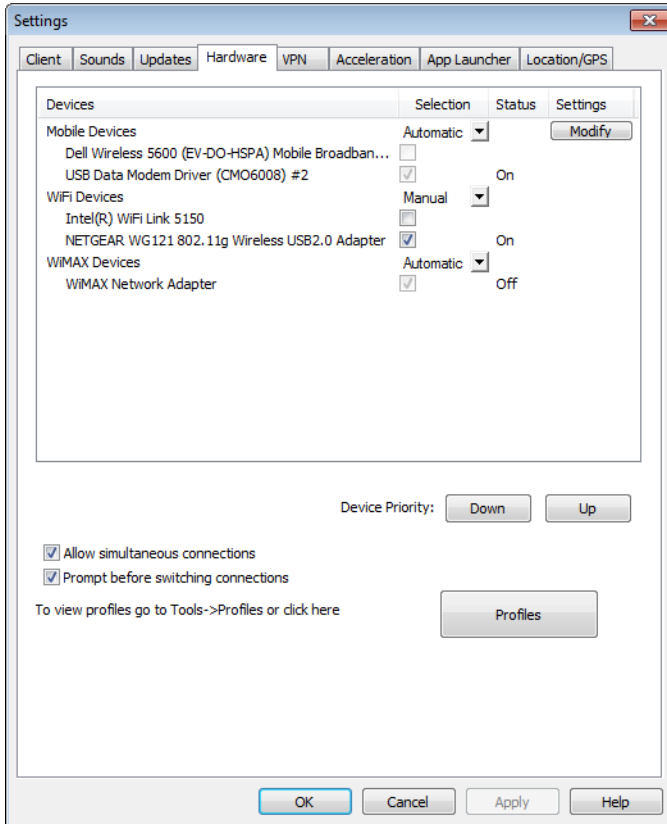 Settings
Client Sounds Updates Hardware VPN Acceleration App Launcher Location/GPS
Devices Selection Status Settings
Mobile Devices Automatic Modify
Dell Wireless 5600 (EV-DO-HSPA) Mobile Broadban...
USB Data Modem Driver (CMO6008) #2 On
WiFi Devices Manual
Intel(R) WiFi Link 5150
NETGEAR WG121 802.11g Wireless USB2.0 Adapter On
WiMAX Devices Automatic
WiMAX Network Adapter Off
Device Priority: Down Up
Allow simultaneous connections
Prompt before switching connections
To view profiles go to Tools->Profiles or click here Profiles
OK Cancel Apply Help